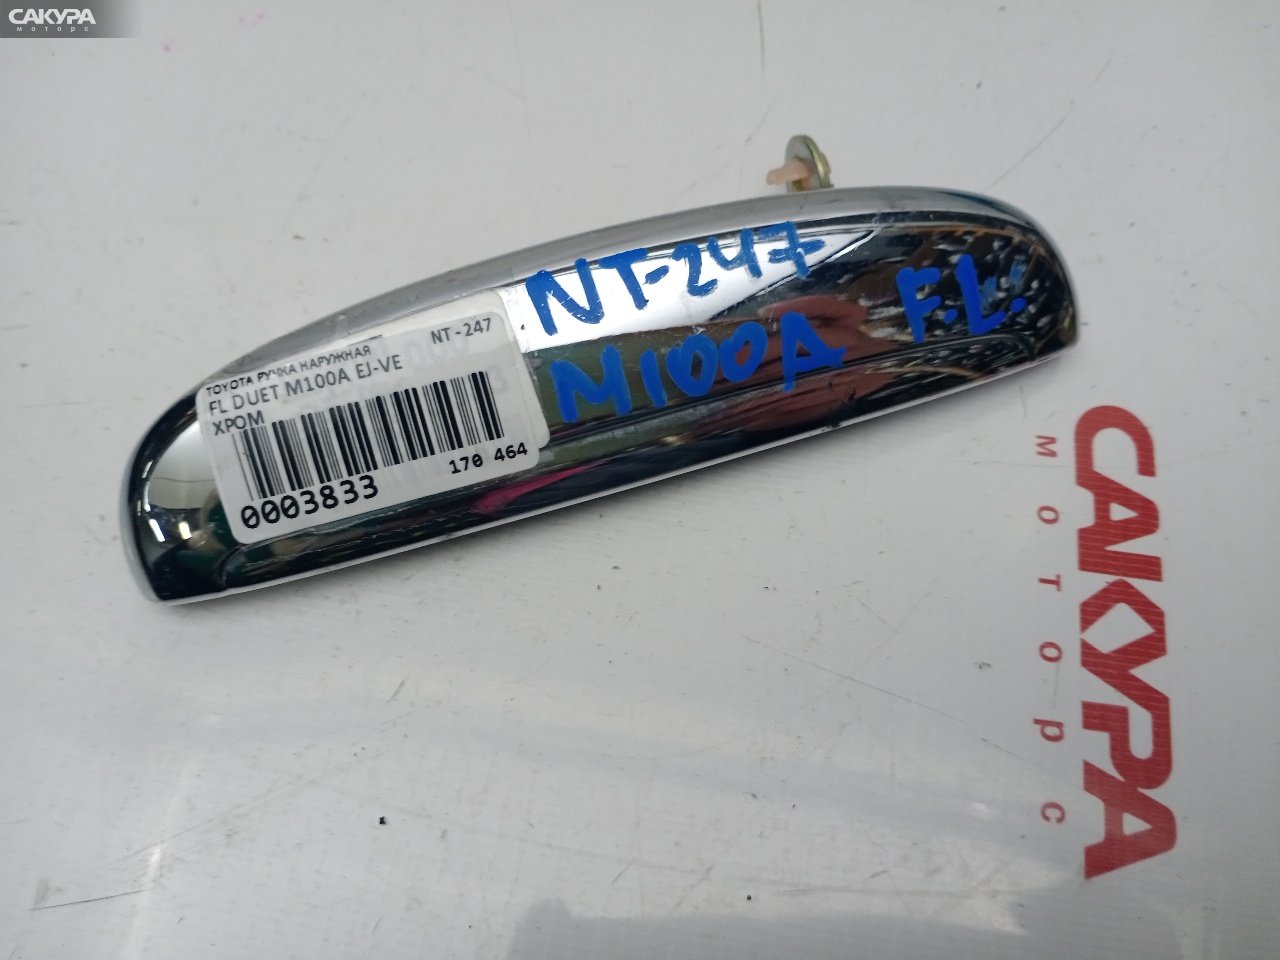 САКУРА
моторс
NT-247
M100A F.L.
NT-247
TOYOTA РУЧКА НАРУЖНАЯ
FL DUET M100A EJ-VE
ХРОМ
170 464
0003833
САКУРА
моторс